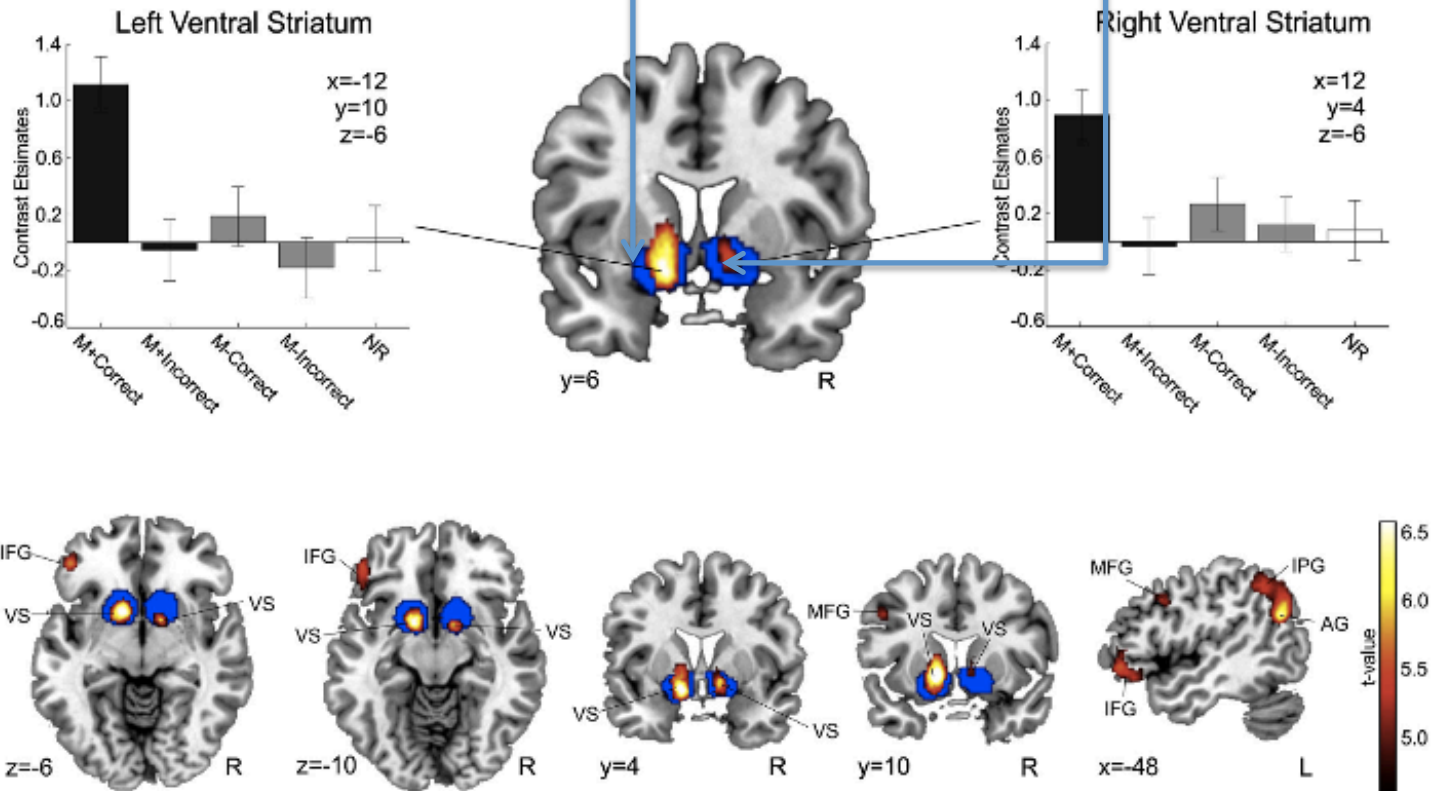 Left Ventral Striatum
1.4
1.0
0.6
0.2
-0.2
-0.6
Contrast Etsimates
x=-12
y=10
z=-6
M+Correct
M+Incorrect
M-Correct
M-Incorrect
NR
y=6
R
Right Ventral Striatum
1.4
1.0
0.6
0.2
-0.2
-0.6
Contrast Etsimates
x=12
y=4
z=-6
M+Correct
M+Incorrect
M-Correct
M-Incorrect
NR
IFG
VS
VS
z=-6
R
IFG
VS
VS
z=-10
R
VS
VS
y=4
R
MFG
VS
VS
y=10
R
MFG
IPG
AG
IFG
x=-48
L
t-value
6.5
6.0
5.5
5.0